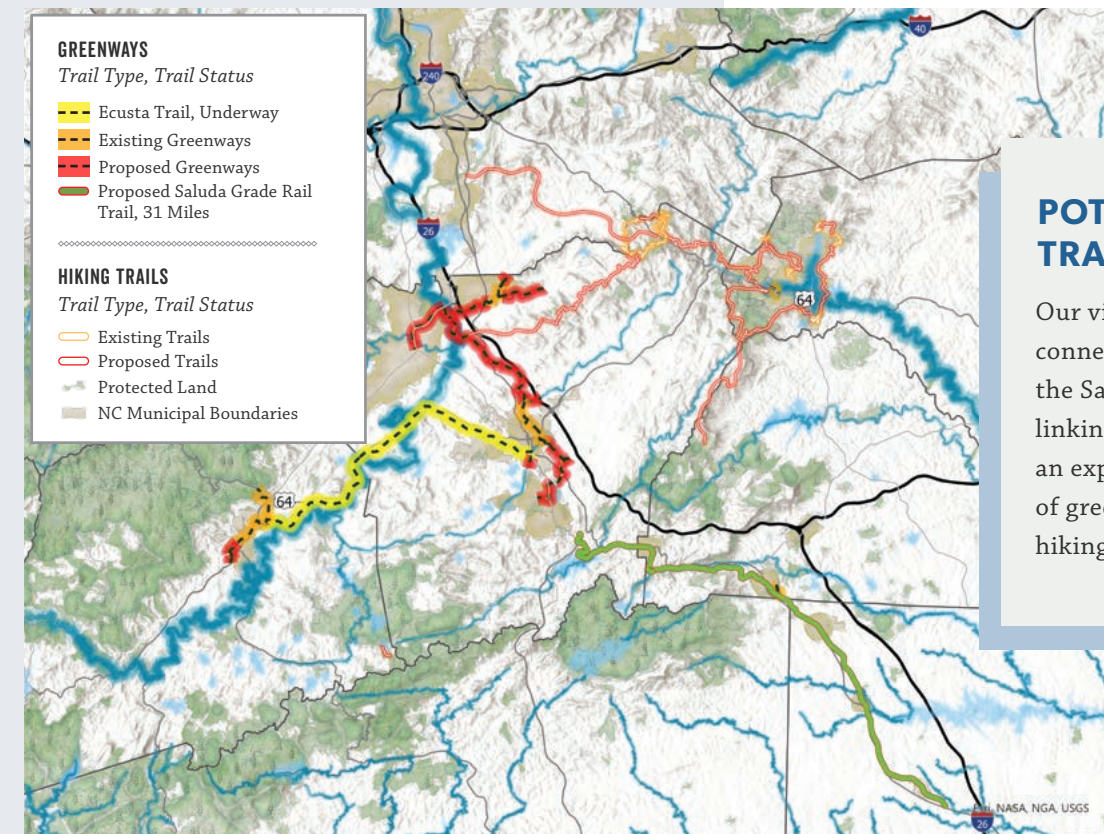 GREENWAYS
Trail Type, Trail Status
Ecusta Trail, Underway
Existing Greenways
Proposed Greenways
Proposed Saluda Grade Rail
Trail, 31 Miles
HIKING TRAILS
Trail Type, Trail Status
Existing Trails
Proposed Trails
Protected Land
NC Municipal Boundaries
40
240
26
64
64
26
NASA, NGA, USGS
POT
TRA
Our vi
conne
the Sa
linkin
an exp
of gre
hiking